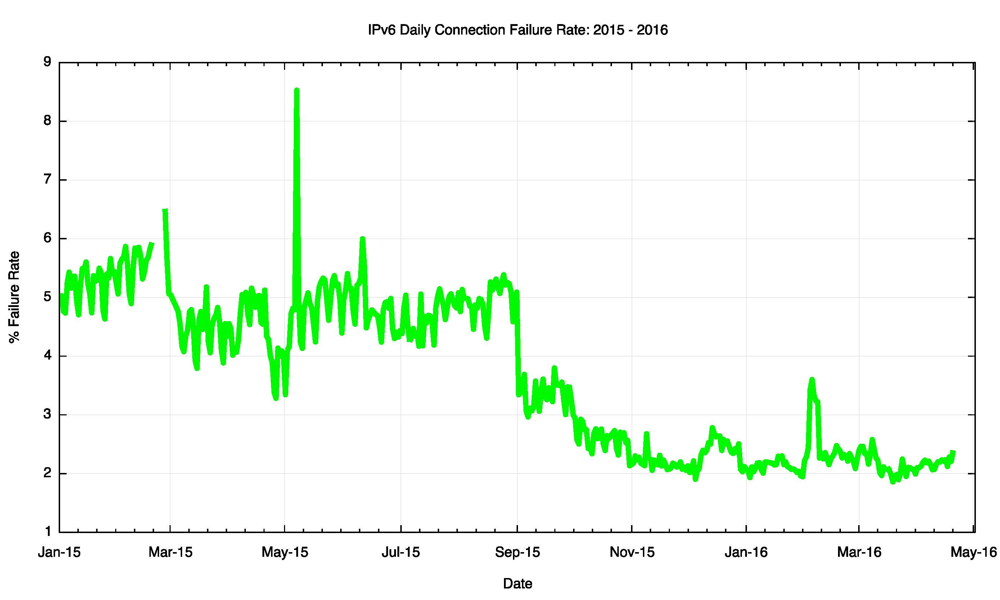 IPv6 Daily Connection Failure Rate: 2015 - 2016
9
8
7
6
5
4
3
2
1
% Failure Rate
Jan-15 Mar-15 May-15 Jul-15 Sep-15 Nov-15 Jan-16 Mar-16 May-16
Date